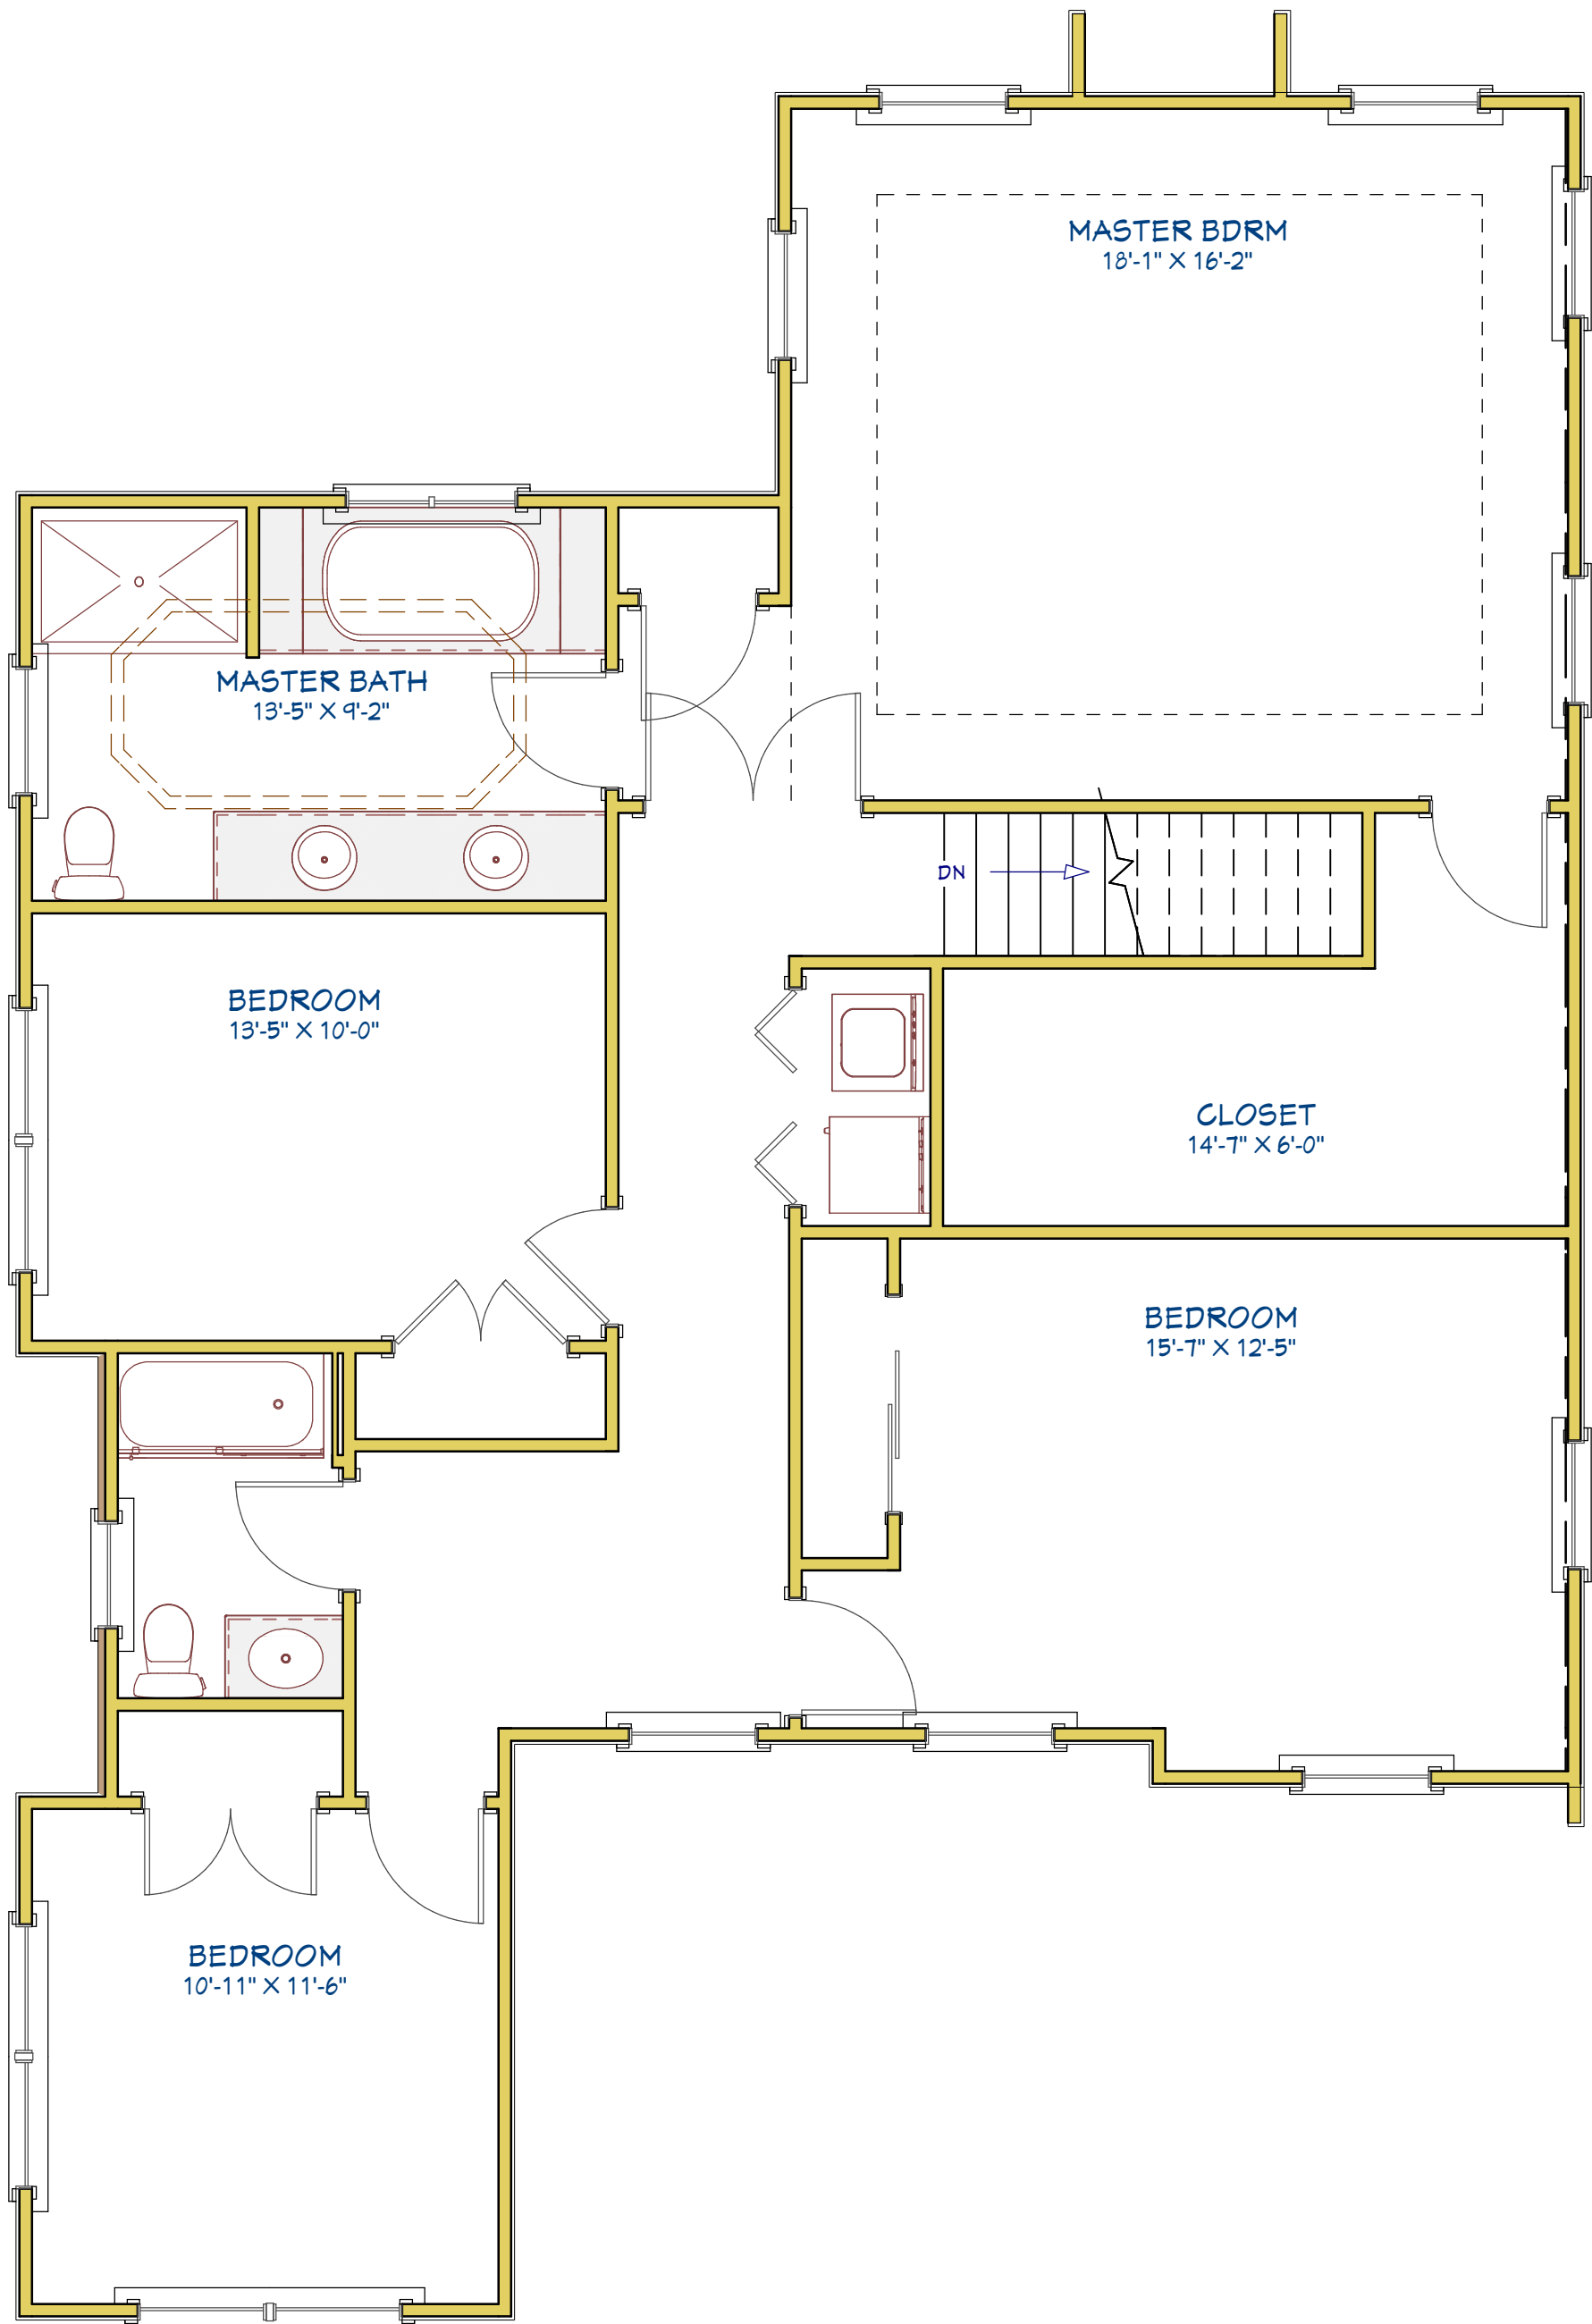 MASTER BDRM
18'-1" X 16'-2"
MASTER BATH
13'-5" X 9'-2"
DN
BEDROOM
13'-5" X 10'-0"
CLOSET
14'-7" X 6'-0"
BEDROOM
15'-7" X 12'-5"
BEDROOM
10'-11" X 11'-6"